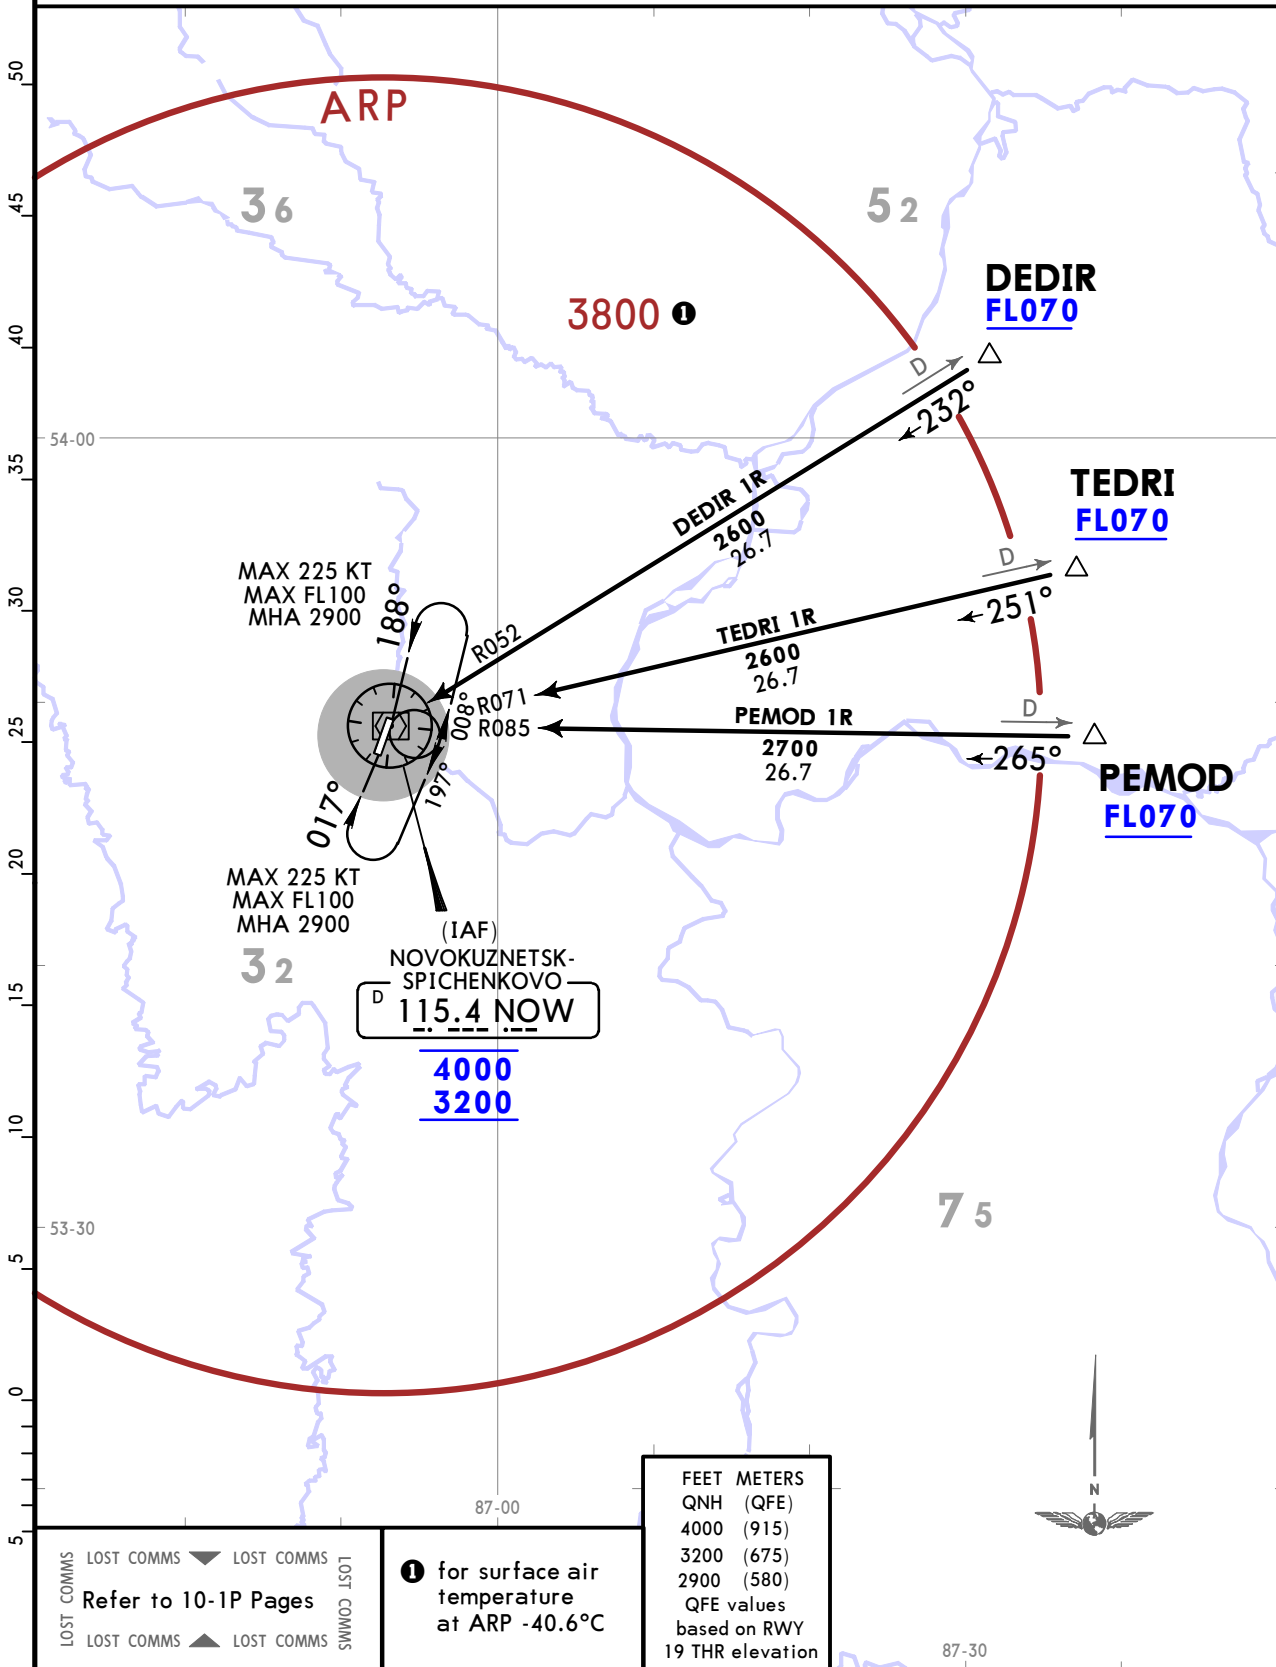 50
45
40
35
30
25
20
15
10
5
0
5
ARP
36
52
3800 1
DEDIR
FL070
D
232°
54-00
TEDRI
FL070
D
251°
DEDIR 1R
2600
26.7
MAX 225 KT
MAX FL100
MHA 2900
188°
R052
TEDRI 1R
2600
26.7
R071
008°
R085
PEMOD 1R
2700
26.7
D
265°
PEMOD
FL070
197°
017°
MAX 225 KT
MAX FL100
MHA 2900
32
(IAF)
NOVOKUZNETSK-
SPICHENKOVO
D 115.4 NOW
4000
3200
75
53-30
N
87-00
87-30
LOST COMMS LOST COMMS
LOST COMMS
Refer to 10-1P Pages
LOST COMMS
LOST COMMS LOST COMMS
1 for surface air
temperature
at ARP -40.6°C
FEET METERS
QNH (QFE)
4000 (915)
3200 (675)
2900 (580)
QFE values
based on RWY
19 THR elevation